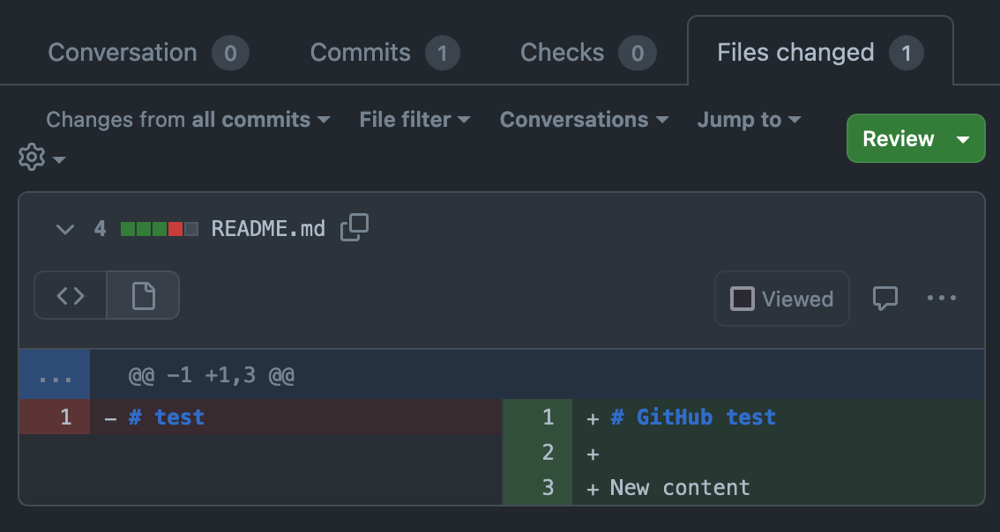 Conversation 0 Commits 1 Checks 0 Files changed 1
Changes from all commits File filter Conversations Jump to
Review
4 README.md
<> Viewed ...
... @@ -1 +1,3 @@
1 - # test 1 + # GitHub test
2 +
3 + New content